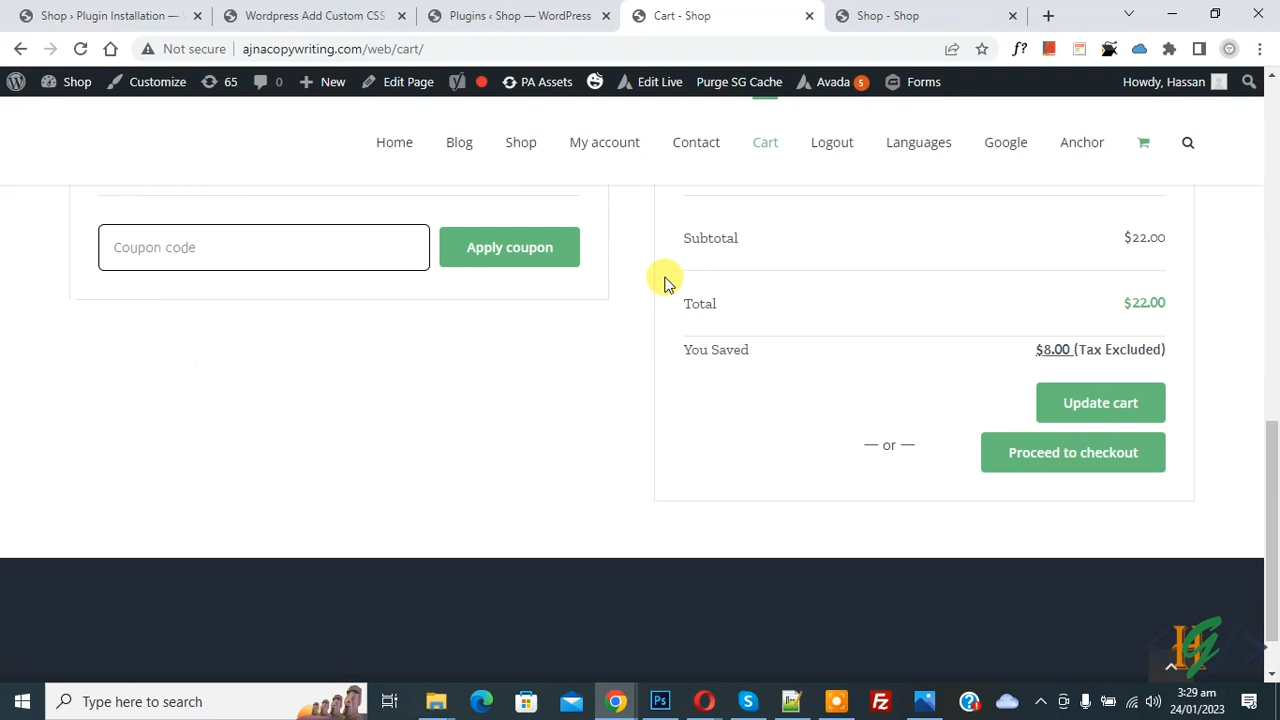 Shop › Plugin Installation —
Wordpress Add Custom CSS
Plugins ‹ Shop — WordPress
Cart - Shop
Shop - Shop
Not secure
ajnacopywriting.com/web/cart/
Shop
Customize
65
0
New
Edit Page
PA Assets
Edit Live
Purge SG Cache
Avada 5
Forms
Howdy, Hassan
Home
Blog
Shop
My account
Contact
Cart
Logout
Languages
Google
Anchor
Coupon code
Apply coupon
Subtotal
$22.00
Total
$22.00
You Saved
$8.00 (Tax Excluded)
Update cart
— or —
Proceed to checkout
HG
Type here to search
3:29 am
24/01/2023